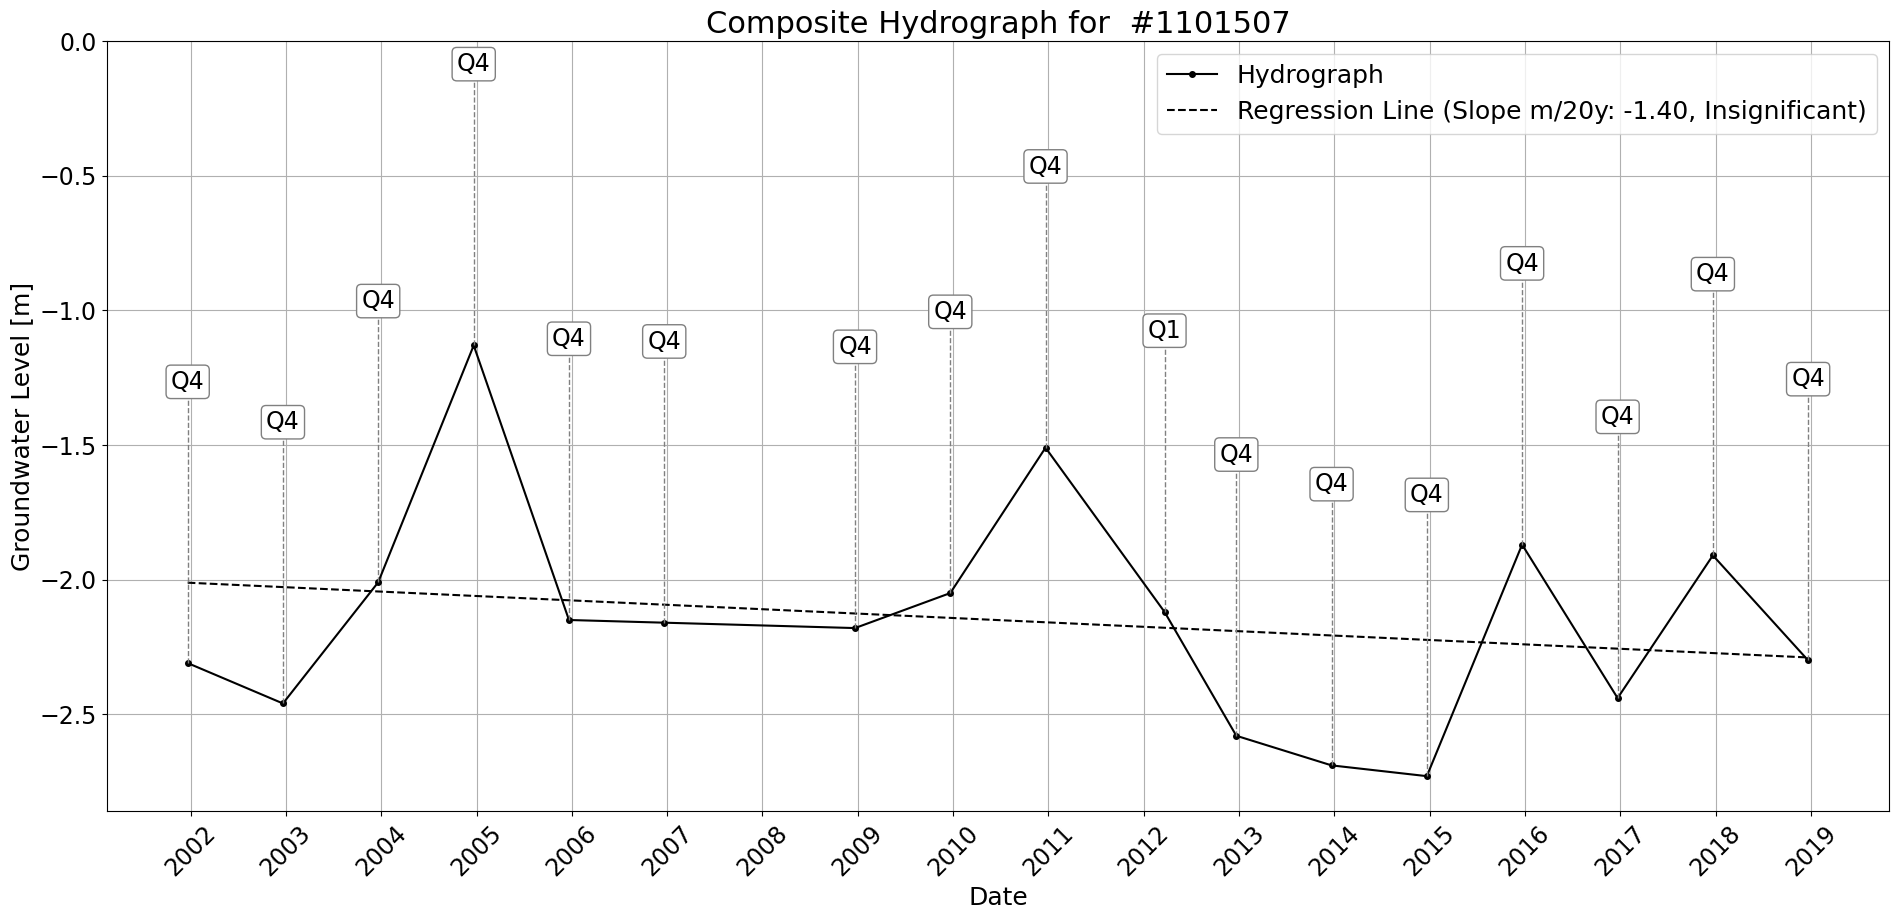 Composite Hydrograph for  #1101507
Hydrograph
Regression Line (Slope m/20y: -1.40, Insignificant)
Groundwater Level [m]
0.0
−0.5
−1.0
−1.5
−2.0
−2.5
Q4
Q4
Q4
Q4
Q4
Q4
Q4
Q4
Q4
Q1
Q4
Q4
Q4
Q4
Q4
Q4
Q4
2002
2003
2004
2005
2006
2007
2008
2009
2010
2011
2012
2013
2014
2015
2016
2017
2018
2019
Date